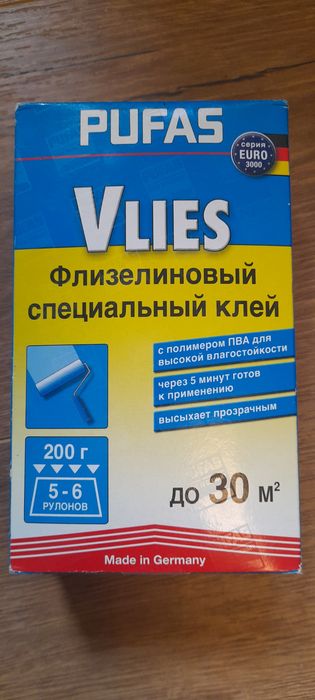 PUFAS
серия
EURO
3000
VLIES
Флизелиновый
специальный клей
с полимером ПВА для
высокой влагостойкости
через 5 минут готов
к применению
высыхает прозрачным
200 г
5 - 6
РУЛОНОВ
до 30 м²
Made in Germany